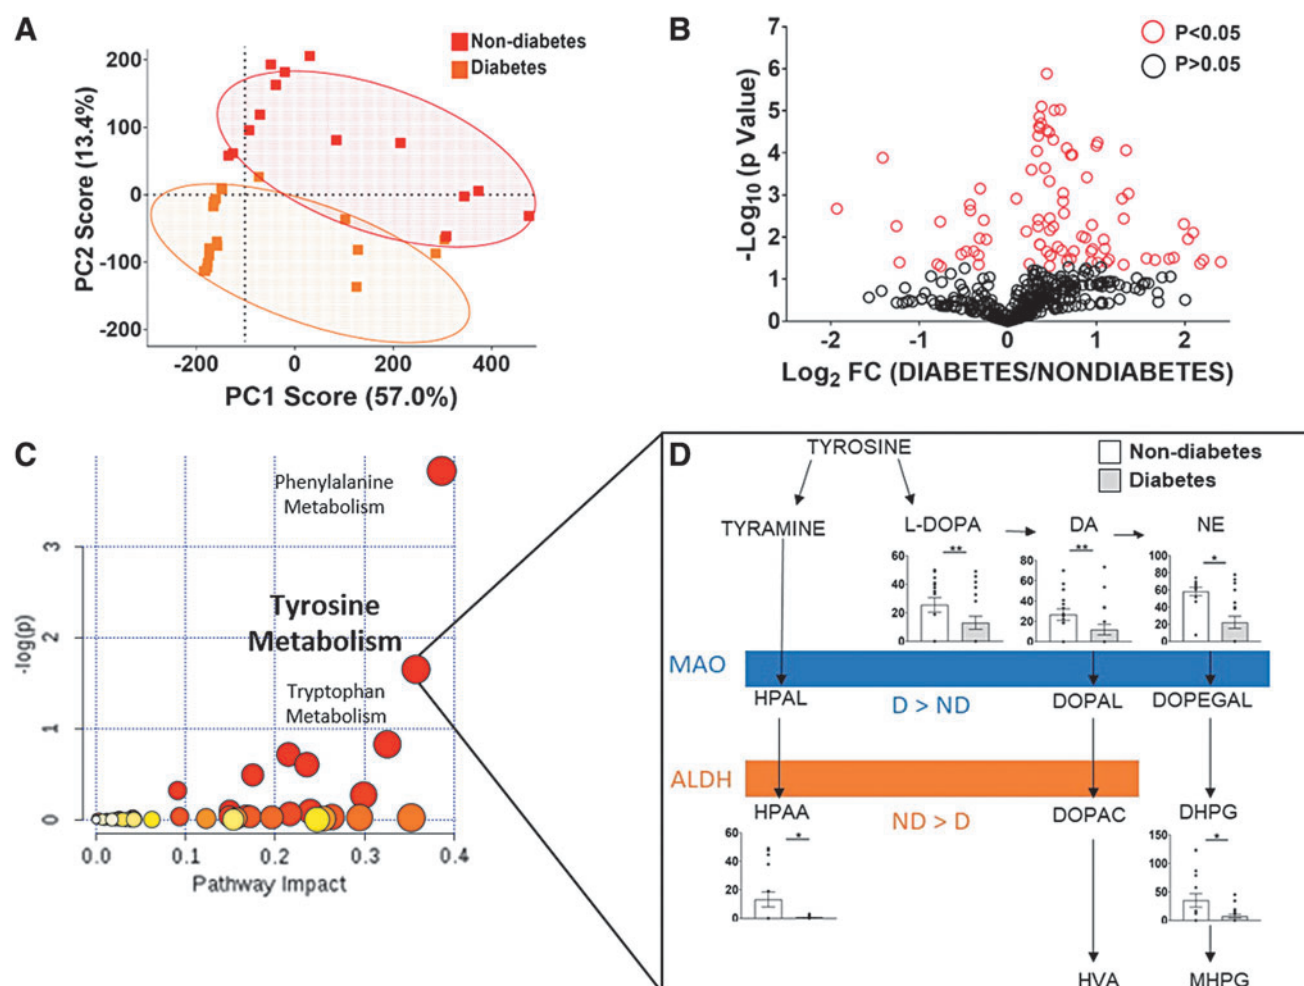 A
Non-diabetes
Diabetes
PC2 Score (13.4%)
200
100
0
-100
-200
-200
0
200
400
PC1 Score (57.0%)
B
P<0.05
P>0.05
-Log10 (p Value)
7
6
5
4
3
2
1
0
-2
-1
0
1
2
Log2 FC (DIABETES/NONDIABETES)
C
Phenylalanine
Metabolism
Tyrosine
Metabolism
Tryptophan
Metabolism
-log(p)
3
2
1
0
0.0
0.1
0.2
0.3
0.4
Pathway Impact
D
Non-diabetes
Diabetes
TYROSINE
TYRAMINE
L-DOPA
DA
NE
60
40
20
0
**
80
60
40
20
0
**
100
80
60
40
20
0
*
MAO
HPAL
D > ND
DOPAL
DOPEGAL
ALDH
HPAA
ND > D
DOPAC
DHPG
60
40
20
0
*
150
100
50
0
*
HVA
MHPG